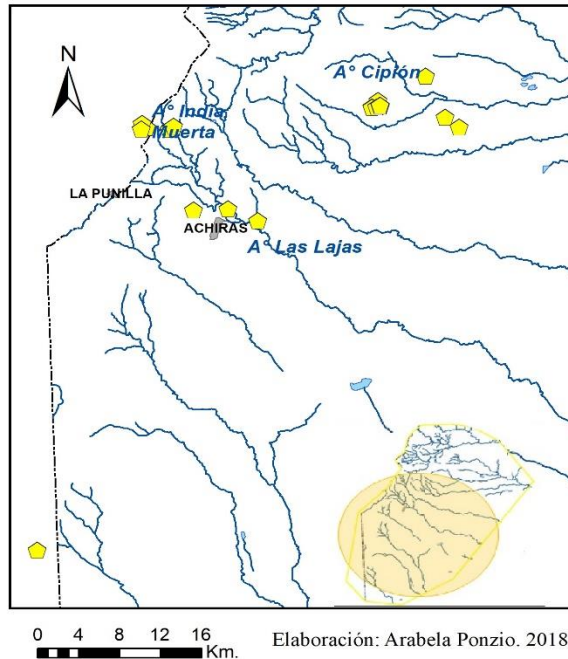 N
A° Cipión
A° India
Muerta
LA PUNILLA
ACHIRAS
A° Las Lajas
0 4 8 12 16
Km.
Elaboración: Arabela Ponzio. 2018